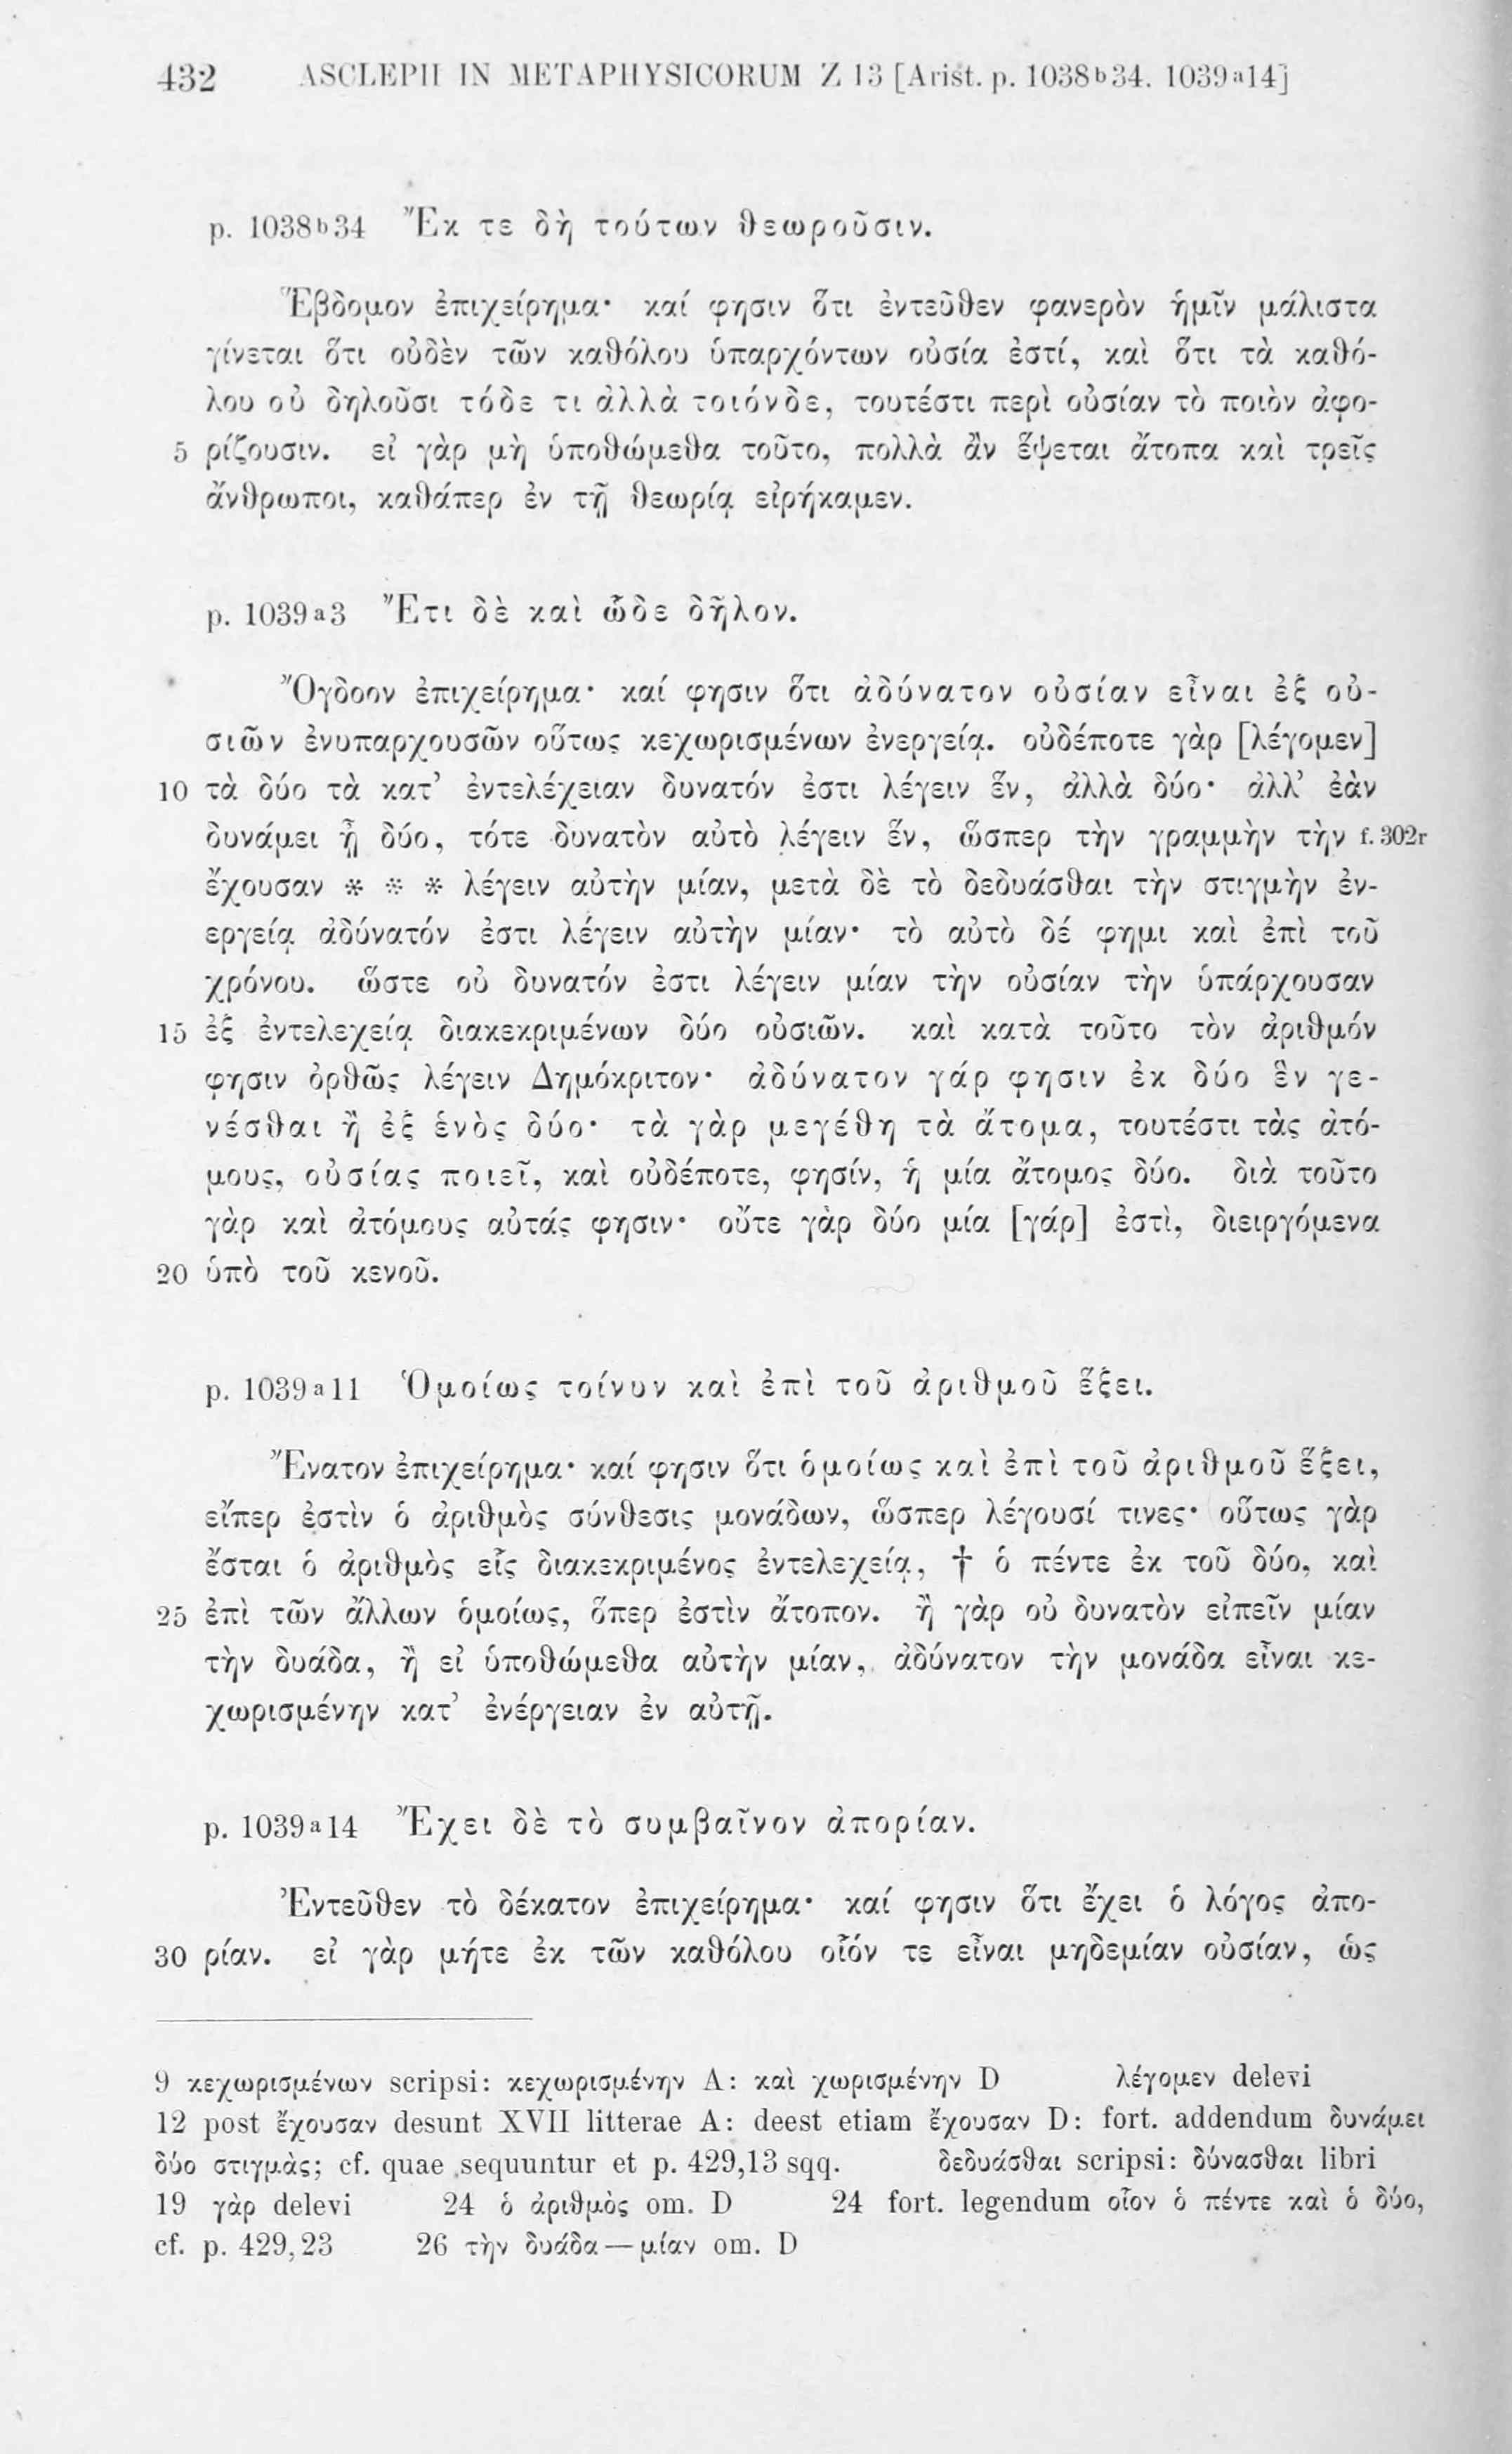 432 ASCLEPII IN METAPHYSICORUM Z 13 [Arist. p. 1038b34. 1039a14]
p. 1038b34 Ἔκ τε δὴ τούτων θεωροῦσιν.
Ἕβδομον ἐπιχείρημα· καί φησιν ὅτι ἐντεῦθεν φανερὸν ἡμῖν μάλιστα
γίνεται ὅτι οὐδὲν τῶν καθόλου ὑπαρχόντων οὐσία ἐστί, καὶ ὅτι τὰ καθό-
λου οὐ δηλοῦσι τόδε τι ἀλλὰ τοιόνδε, τουτέστι περὶ οὐσίαν τὸ ποιὸν ἀφο-
5 ρίζουσιν. εἰ γὰρ μὴ ὑποθώμεθα τοῦτο, πολλὰ ἂν ἕψεται ἄτοπα καὶ τρεῖς
ἄνθρωποι, καθάπερ ἐν τῇ θεωρίᾳ εἰρήκαμεν.
p. 1039a3 Ἔτι δὲ καὶ ὧδε δῆλον.
Ὄγδοον ἐπιχείρημα· καί φησιν ὅτι ἀδύνατον οὐσίαν εἶναι ἐξ οὐ-
σιῶν ἐνυπαρχουσῶν οὕτως κεχωρισμένων ἐνεργείᾳ. οὐδέποτε γὰρ [λέγομεν]
10 τὰ δύο τὰ κατ’ ἐντελέχειαν δυνατόν ἐστι λέγειν ἕν, ἀλλὰ δύο· ἀλλ’ ἐὰν
δυνάμει ᾖ δύο, τότε δυνατὸν αὐτὸ λέγειν ἕν, ὥσπερ τὴν γραμμὴν τὴν f. 302r
ἔχουσαν * * * λέγειν αὐτὴν μίαν, μετὰ δὲ τὸ δεδυάσθαι τὴν στιγμὴν ἐν-
εργείᾳ ἀδύνατόν ἐστι λέγειν αὐτὴν μίαν· τὸ αὐτὸ δέ φημι καὶ ἐπὶ τοῦ
χρόνου. ὥστε οὐ δυνατόν ἐστι λέγειν μίαν τὴν οὐσίαν τὴν ὑπάρχουσαν
15 ἐξ ἐντελεχείᾳ διακεκριμένων δύο οὐσιῶν. καὶ κατὰ τοῦτο τὸν ἀριθμόν
φησιν ὀρθῶς λέγειν Δημόκριτον· ἀδύνατον γάρ φησιν ἐκ δύο ἓν γε-
νέσθαι ἢ ἐξ ἑνὸς δύο· τὰ γὰρ μεγέθη τὰ ἄτομα, τουτέστι τὰς ἀτό-
μους, οὐσίας ποιεῖ, καὶ οὐδέποτε, φησίν, ἡ μία ἄτομος δύο. διὰ τοῦτο
γὰρ καὶ ἀτόμους αὐτάς φησιν· οὔτε γὰρ δύο μία [γάρ] ἐστὶ, διειργόμενα
20 ὑπὸ τοῦ κενοῦ.
p. 1039a11 Ὁμοίως τοίνυν καὶ ἐπὶ τοῦ ἀριθμοῦ ἕξει.
Ἔνατον ἐπιχείρημα· καί φησιν ὅτι ὁμοίως καὶ ἐπὶ τοῦ ἀριθμοῦ ἕξει,
εἴπερ ἐστὶν ὁ ἀριθμὸς σύνθεσις μονάδων, ὥσπερ λέγουσί τινες· οὕτως γὰρ
ἔσται ὁ ἀριθμὸς εἷς διακεκριμένος ἐντελεχείᾳ, † ὁ πέντε ἐκ τοῦ δύο, καὶ
25 ἐπὶ τῶν ἄλλων ὁμοίως, ὅπερ ἐστὶν ἄτοπον. ἢ γὰρ οὐ δυνατὸν εἰπεῖν μίαν
τὴν δυάδα, ἢ εἰ ὑποθώμεθα αὐτὴν μίαν, ἀδύνατον τὴν μονάδα εἶναι κε-
χωρισμένην κατ’ ἐνέργειαν ἐν αὐτῇ.
p. 1039a14 Ἔχει δὲ τὸ συμβαῖνον ἀπορίαν.
Ἐντεῦθεν τὸ δέκατον ἐπιχείρημα· καί φησιν ὅτι ἔχει ὁ λόγος ἀπο-
30 ρίαν. εἰ γὰρ μήτε ἐκ τῶν καθόλου οἷόν τε εἶναι μηδεμίαν οὐσίαν, ὡς
9 κεχωρισμένων scripsi: κεχωρισμένην A: καὶ χωρισμένην D λέγομεν delevi
12 post ἔχουσαν desunt XVII litterae A: deest etiam ἔχουσαν D: fort. addendum δυνάμει
δύο στιγμὰς; cf. quae sequuntur et p. 429,13 sqq. δεδυάσθαι scripsi: δύνασθαι libri
19 γὰρ delevi 24 ὁ ἀριθμὸς om. D 24 fort. legendum οἷον ὁ πέντε καὶ ὁ δύο,
cf. p. 429,23 26 τὴν δυάδα — μίαν om. D